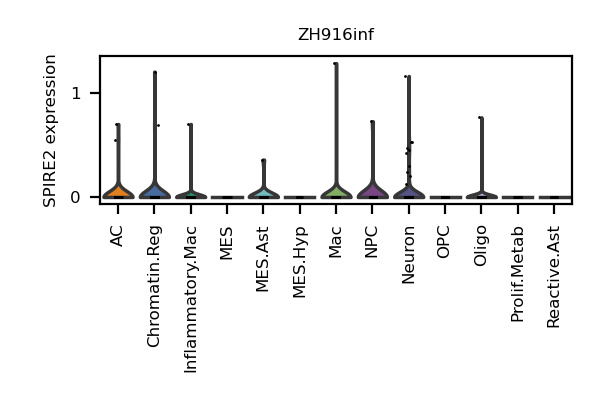 ZH916inf
SPIRE2 expression
1
0
AC
Chromatin.Reg
Inflammatory.Mac
MES
MES.Ast
MES.Hyp
Mac
NPC
Neuron
OPC
Oligo
Prolif.Metab
Reactive.Ast